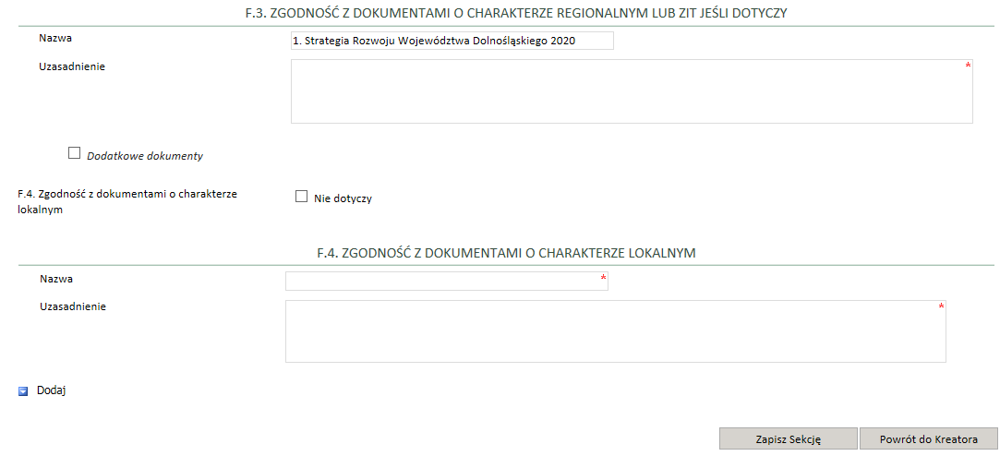 F.3. ZGODNOŚĆ Z DOKUMENTAMI O CHARAKTERZE REGIONALNYM LUB ZIT JEŚLI DOTYCZY
Nazwa
1. Strategia Rozwoju Województwa Dolnośląskiego 2020
Uzasadnienie
*
Dodatkowe dokumenty
F.4. Zgodność z dokumentami o charakterze
lokalnym
Nie dotyczy
F.4. ZGODNOŚĆ Z DOKUMENTAMI O CHARAKTERZE LOKALNYM
Nazwa
*
Uzasadnienie
*
Dodaj
Zapisz Sekcję
Powrót do Kreatora